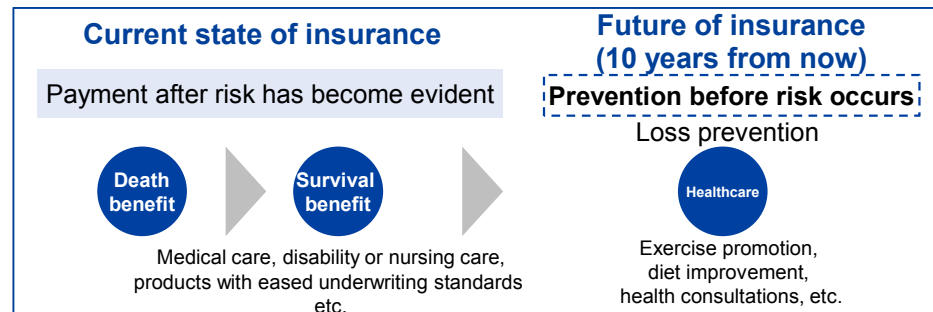 Current state of insurance
Payment after risk has become evident
Death
benefit
Survival
benefit
Medical care, disability or nursing care,
products with eased underwriting standards
etc.
Future of insurance
(10 years from now)
Prevention before risk occurs
Loss prevention
Healthcare
Exercise promotion,
diet improvement,
health consultations, etc.